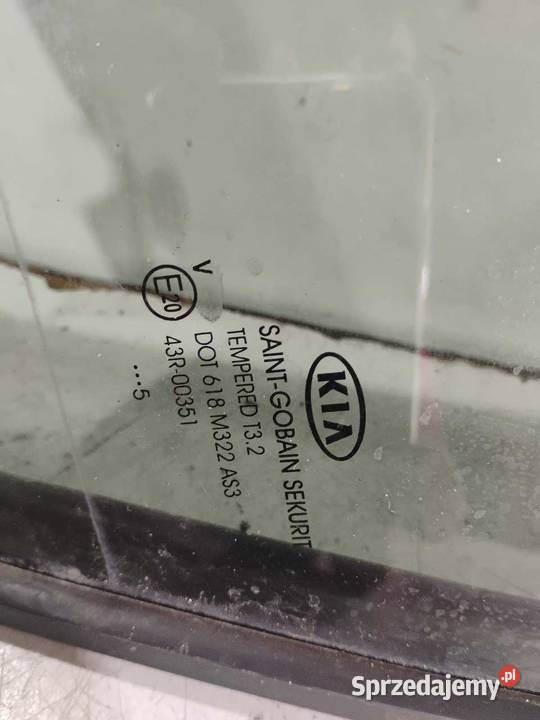 KIA
SAINT-GOBAIN SEKURIT
TEMPERED T3.2
DOT 618 M322 AS3
43R-00351
...5
V
E20
Sprzedajemy.pl